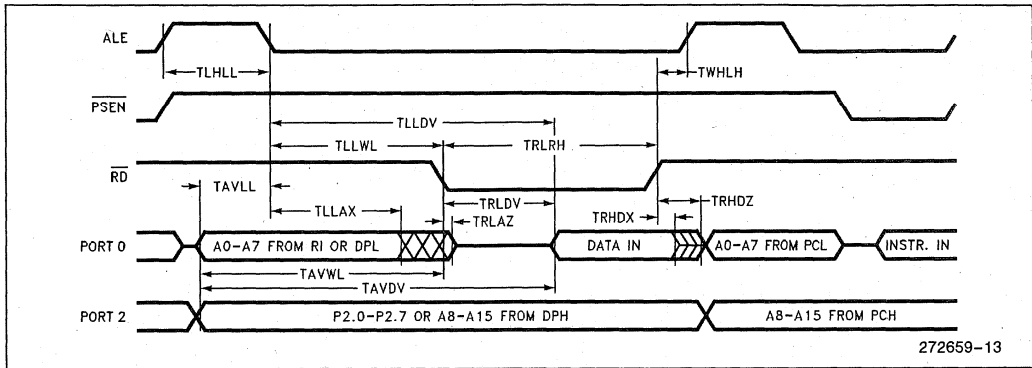 ALE
TLHLL
TWHLH
PSEN
TLLDV
TLLWL
TRLRH
RD
TAVLL
TRLDV
TRHDZ
TLLAX
TRLAZ
TRHDX
PORT 0
A0-A7 FROM RI OR DPL
DATA IN
A0-A7 FROM PCL
INSTR. IN
TAVWL
TAVDV
PORT 2
P2.0-P2.7 OR A8-A15 FROM DPH
A8-A15 FROM PCH
272659-13